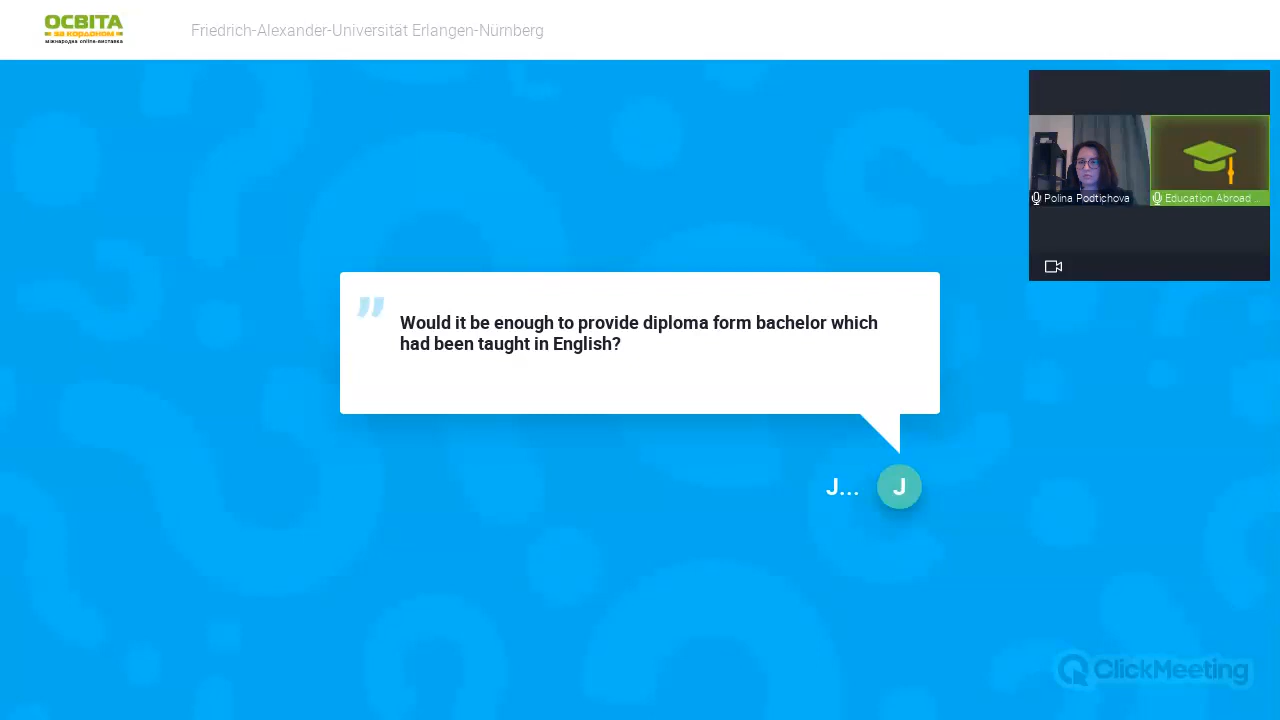 ОСВІТА
за кордоном
міжнародна online-виставка
Friedrich-Alexander-Universität Erlangen-Nürnberg
Polina Podtichova
Education Abroad ...
”
Would it be enough to provide diploma form bachelor which
had been taught in English?
J...
J
ClickMeeting